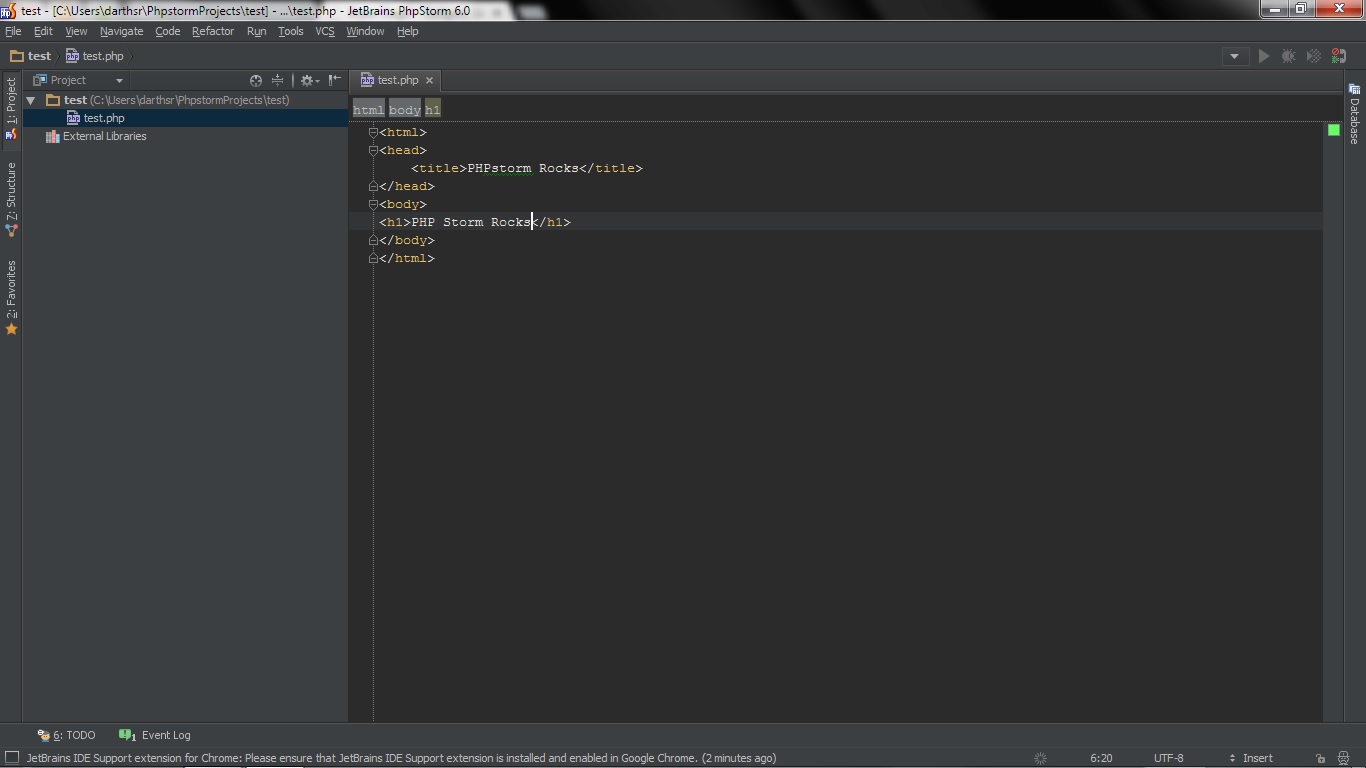 test - [C:\Users\darthsr\PhpstormProjects\test] - ...\test.php - JetBrains PhpStorm 6.0
File Edit View Navigate Code Refactor Run Tools VCS Window Help
test test.php
1: Project
Z: Structure
2: Favorites
Project
test (C:\Users\darthsr\PhpstormProjects\test)
test.php
External Libraries
test.php
html body h1
<html>
<head>
<title>PHPstorm Rocks</title>
</head>
<body>
<h1>PHP Storm Rocks</h1>
</body>
</html>
Database
6: TODO 1 Event Log
JetBrains IDE Support extension for Chrome: Please ensure that JetBrains IDE Support extension is installed and enabled in Google Chrome. (2 minutes ago) 6:20 UTF-8 Insert